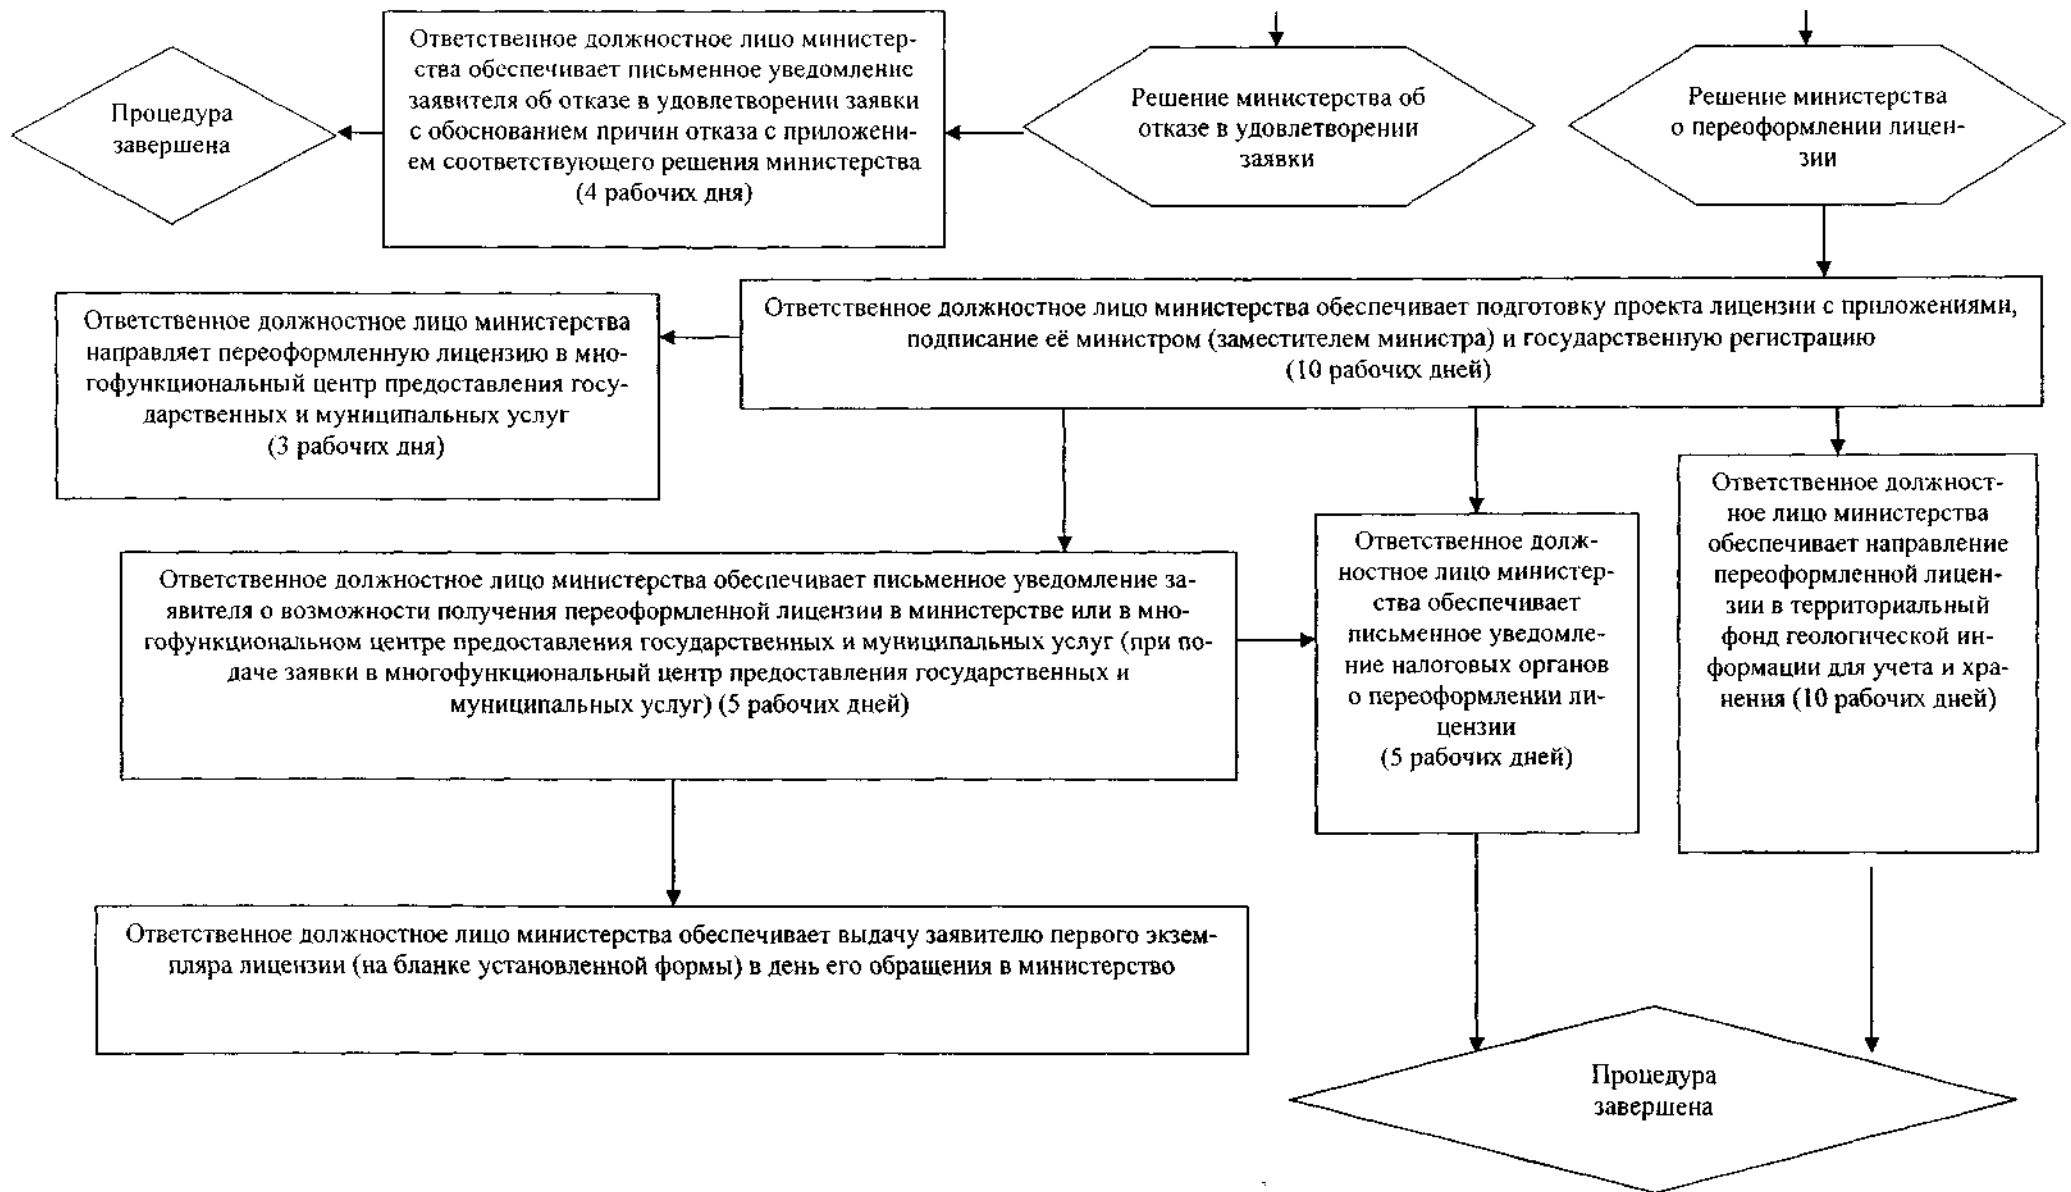 Процедура
завершена
Ответственное должностное лицо министер-
ства обеспечивает письменное уведомление
заявителя об отказе в удовлетворении заявки
с обоснованием причин отказа с приложени-
ем соответствующего решения министерства
(4 рабочих дня)
Решение министерства об
отказе в удовлетворении
заявки
Решение министерства
о переоформлении лицен-
зии
Ответственное должностное лицо министерства
направляет переоформленную лицензию в мно-
гофункциональный центр предоставления госу-
дарственных и муниципальных услуг
(3 рабочих дня)
Ответственное должностное лицо министерства обеспечивает подготовку проекта лицензии с приложениями,
подписание её министром (заместителем министра) и государственную регистрацию
(10 рабочих дней)
Ответственное должностное лицо министерства обеспечивает письменное уведомление за-
явителя о возможности получения переоформленной лицензии в министерстве или в мно-
гофункциональном центре предоставления государственных и муниципальных услуг (при по-
даче заявки в многофункциональный центр предоставления государственных и
муниципальных услуг) (5 рабочих дней)
Ответственное долж-
ностное лицо министер-
ства обеспечивает
письменное уведомле-
ние налоговых органов
о переоформлении ли-
цензии
(5 рабочих дней)
Ответственное должност-
ное лицо министерства
обеспечивает направление
переоформленной лицен-
зии в территориальный
фонд геологической ин-
формации для учета и хра-
нения (10 рабочих дней)
Ответственное должностное лицо министерства обеспечивает выдачу заявителю первого экзем-
пляра лицензии (на бланке установленной формы) в день его обращения в министерство
Процедура
завершена